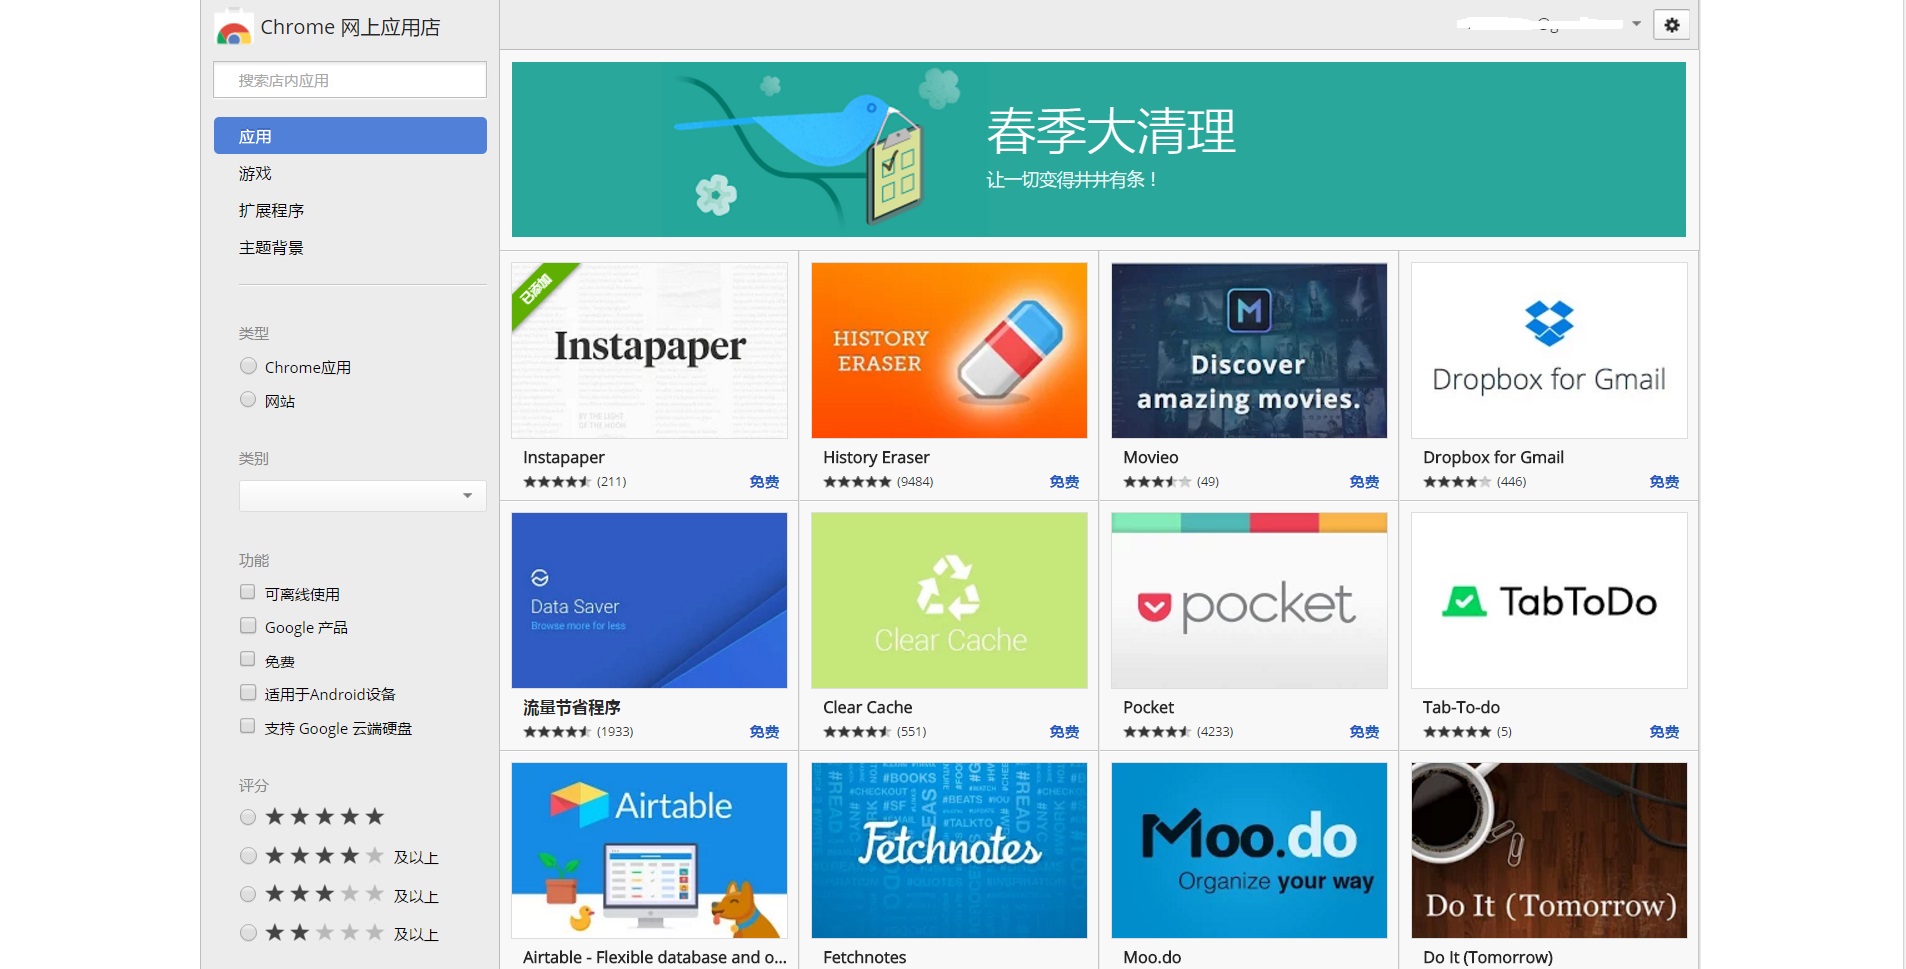 Chrome 网上应用店
搜索店内应用
应用
游戏
扩展程序
主题背景
类型
Chrome应用
网站
类别
功能
可离线使用
Google 产品
免费
适用于Android设备
支持 Google 云端硬盘
评分
及以上
及以上
及以上
春季大清理
让一切变得井井有条！
已添加
Instapaper
BY THE LIGHT
OF THE MOON
Instapaper
(211)
免费
HISTORY
ERASER
History Eraser
(9484)
免费
M
Discover
amazing movies.
Movieo
(49)
免费
Dropbox for Gmail
Dropbox for Gmail
(446)
免费
Data Saver
Browse more for less
流量节省程序
(1933)
免费
Clear Cache
Clear Cache
(551)
免费
pocket
Pocket
(4233)
免费
TabToDo
Tab-To-do
(5)
免费
Airtable
Airtable - Flexible database and o...
#BOOKS
#CHECKOUT
#SF
#BEATS
#TALKTO
#READ
Fetchnotes
Fetchnotes
Moo.do
Organize your way
Moo.do
Do It (Tomorrow)
Do It (Tomorrow)